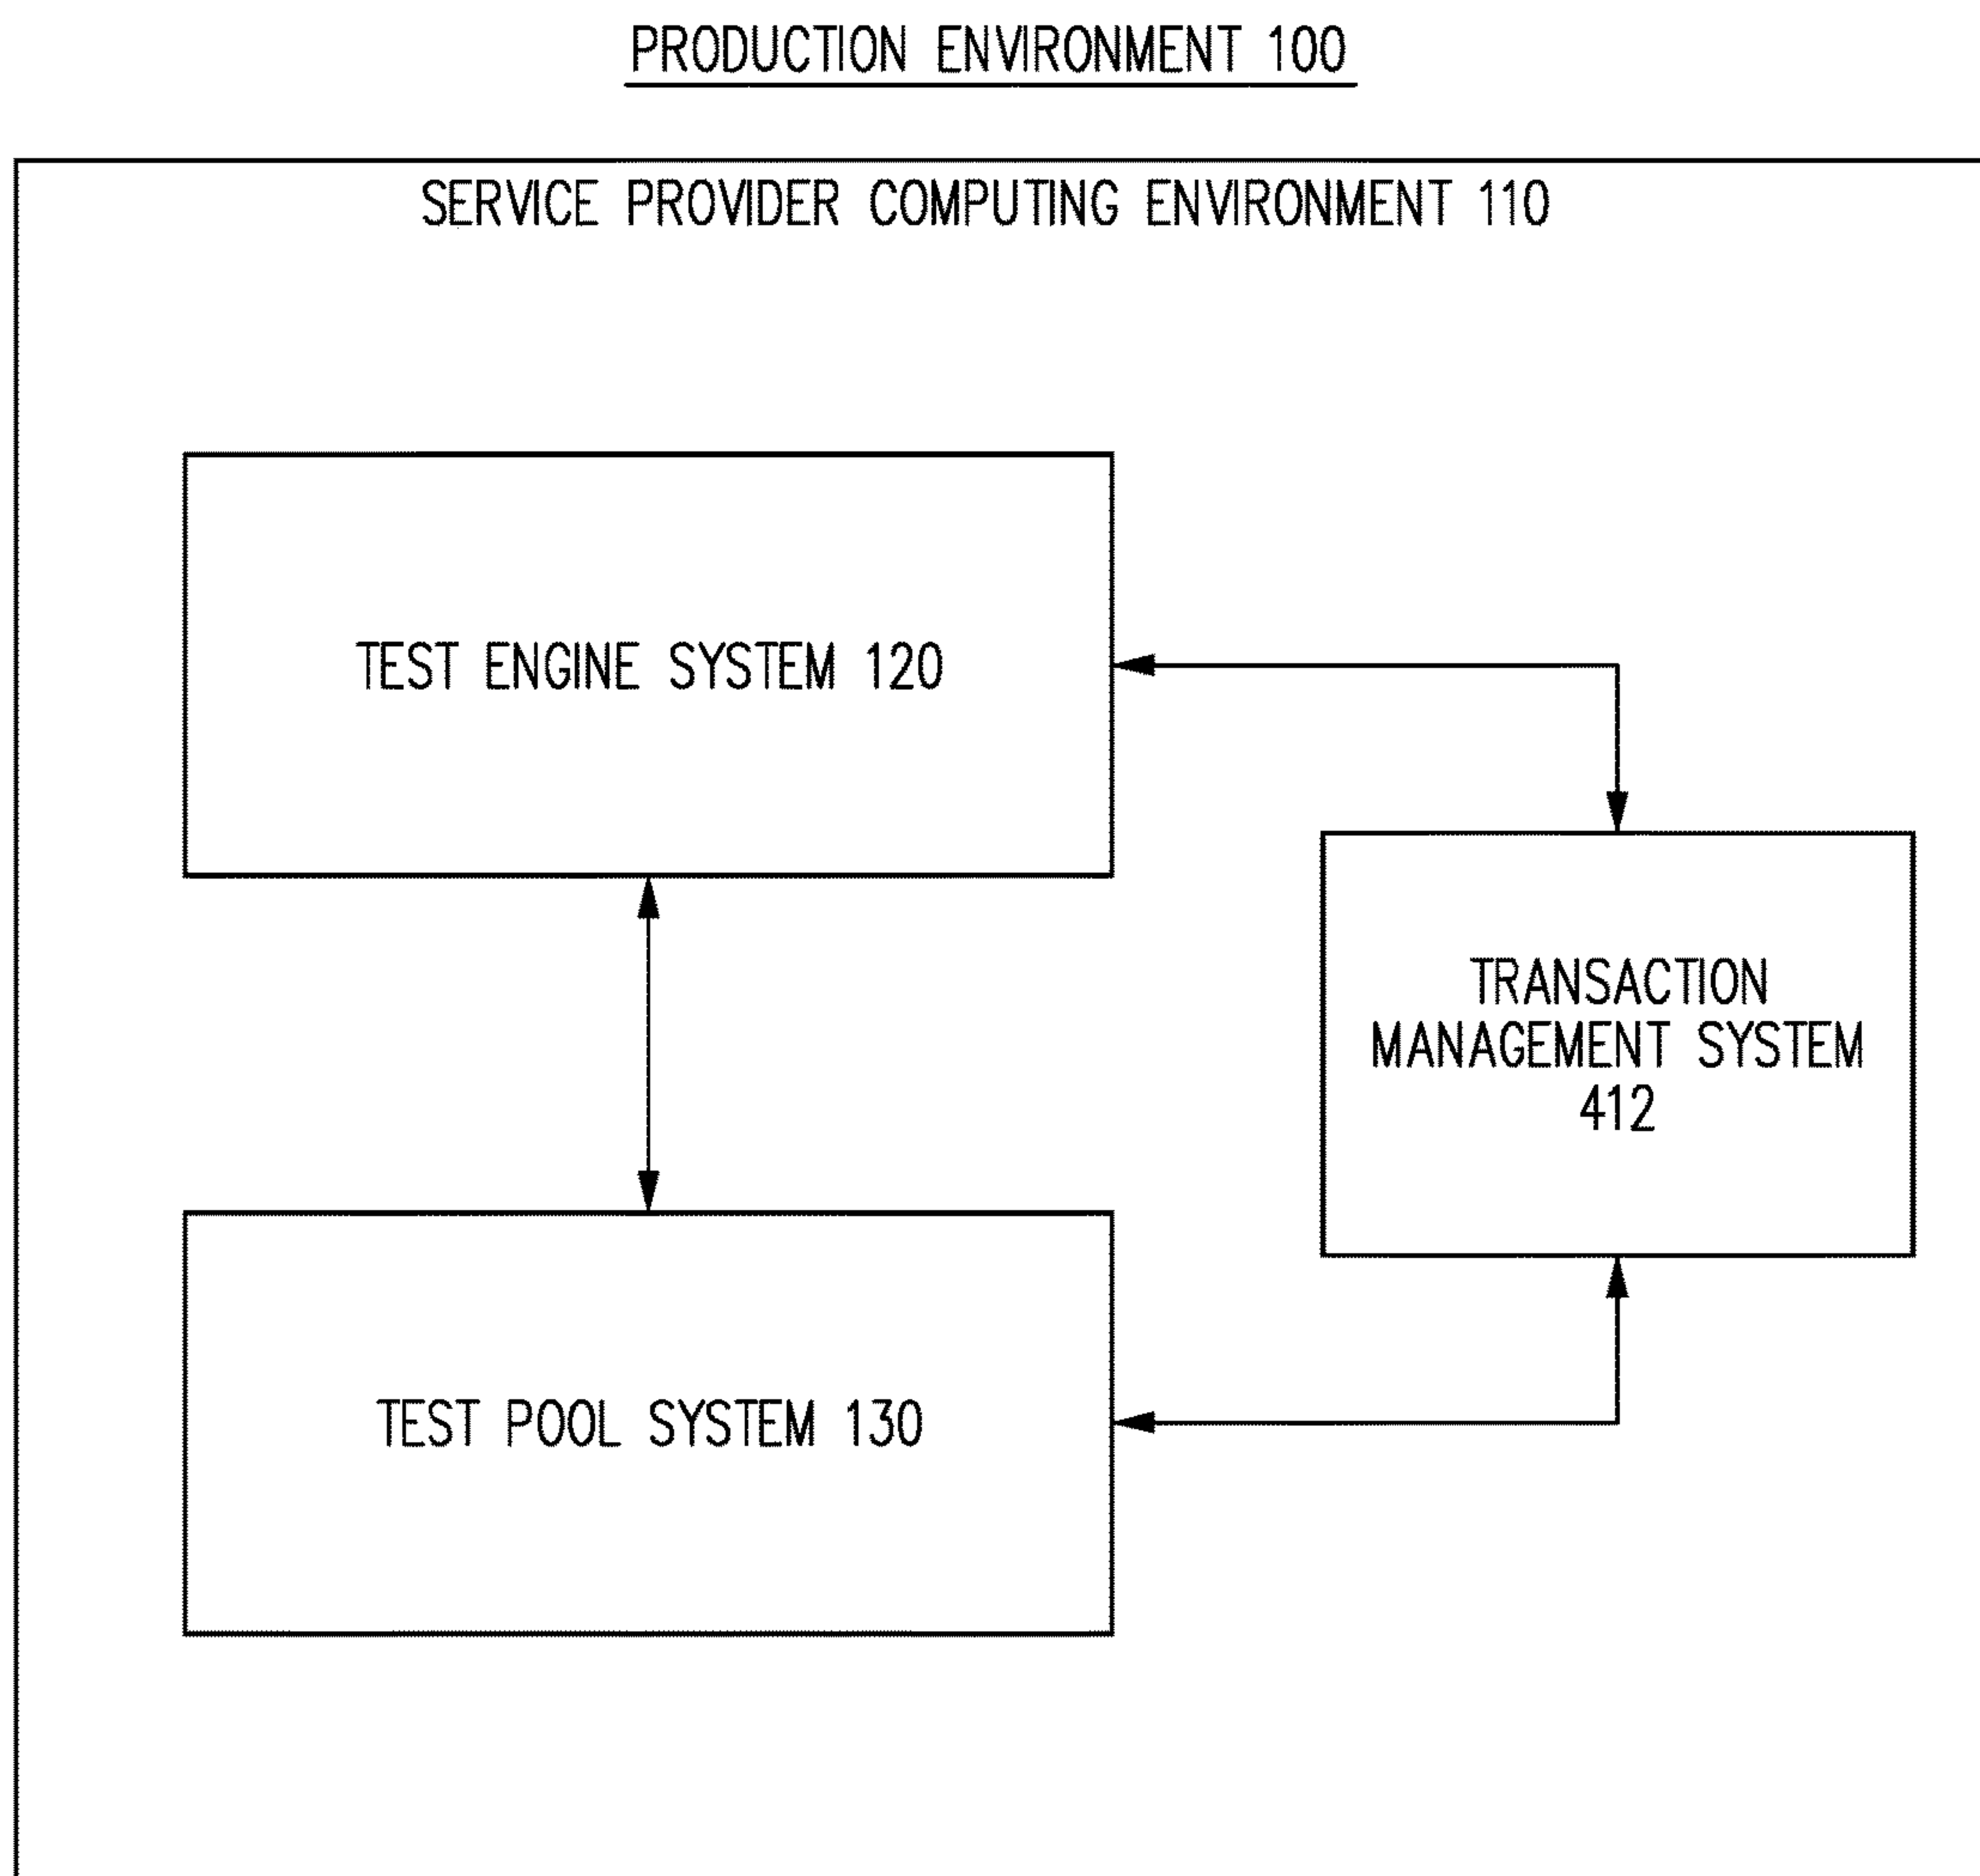 PRODUCTION ENVIRONMENT 100
SERVICE PROVIDER COMPUTING ENVIRONMENT 110
TEST ENGINE SYSTEM 120
TRANSACTION
MANAGEMENT SYSTEM
412
TEST POOL SYSTEM 130